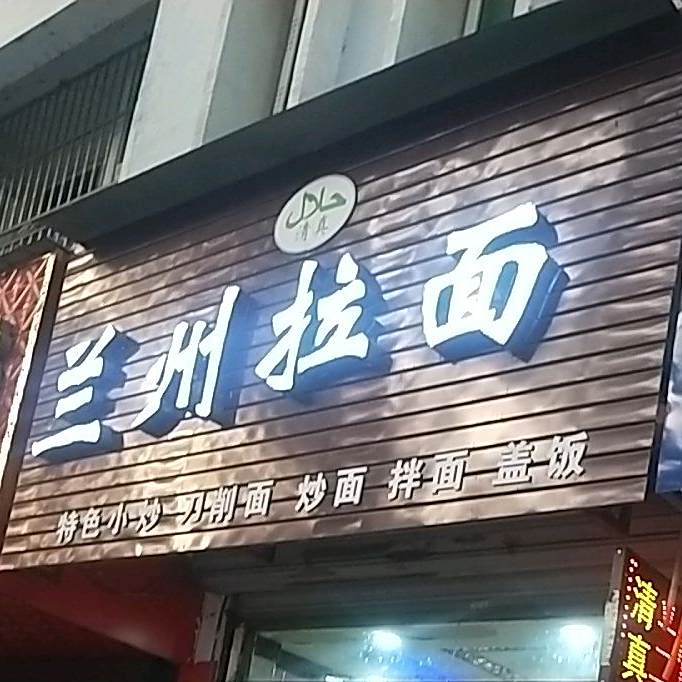 حلال
清真
兰州拉面
特色小炒 刀削面 炒面 拌面 盖饭
清真